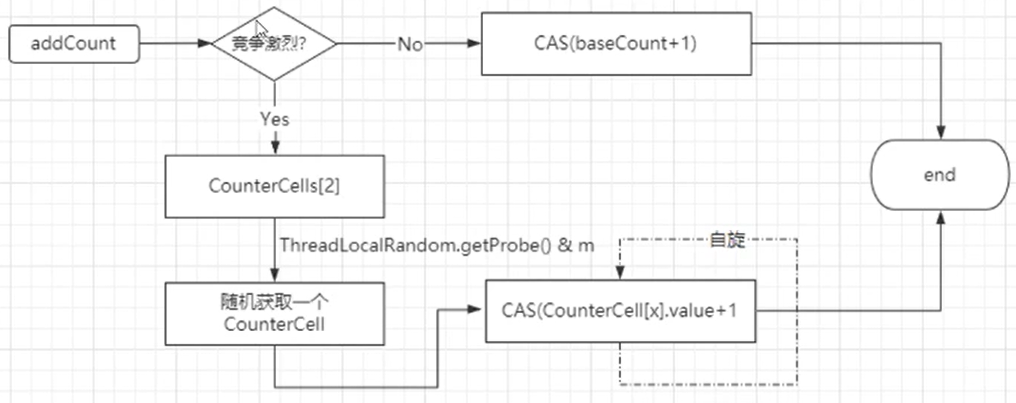 addCount
竞争激烈?
No
CAS(baseCount+1)
Yes
CounterCells[2]
end
ThreadLocalRandom.getProbe() & m
自旋
随机获取一个
CounterCell
CAS(CounterCell[x].value+1